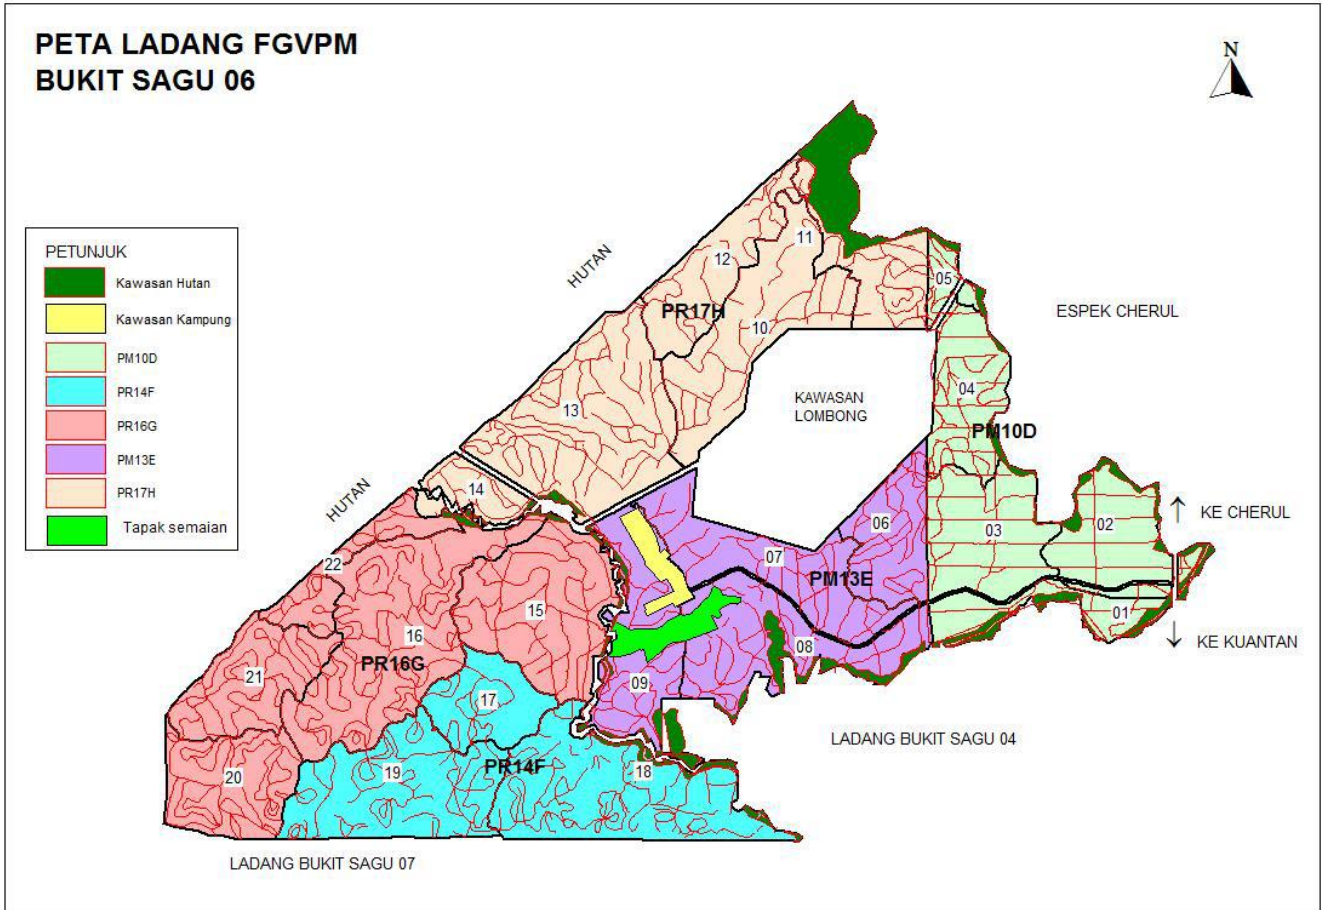 PETA LADANG FGVPM
BUKIT SAGU 06
N
PETUNJUK
Kawasan Hutan
Kawasan Kampung
PM10D
PR14F
PR16G
PM13E
PR17H
Tapak semaian
HUTAN
12
11
PR17H
10
05
ESPEK CHERUL
13
KAWASAN
LOMBONG
04
PM10D
HUTAN
14
06
03
02
KE CHERUL
22
07
PM13E
15
16
PR16G
01
KE KUANTAN
08
21
09
17
LADANG BUKIT SAGU 04
20
19
PR14F
18
LADANG BUKIT SAGU 07